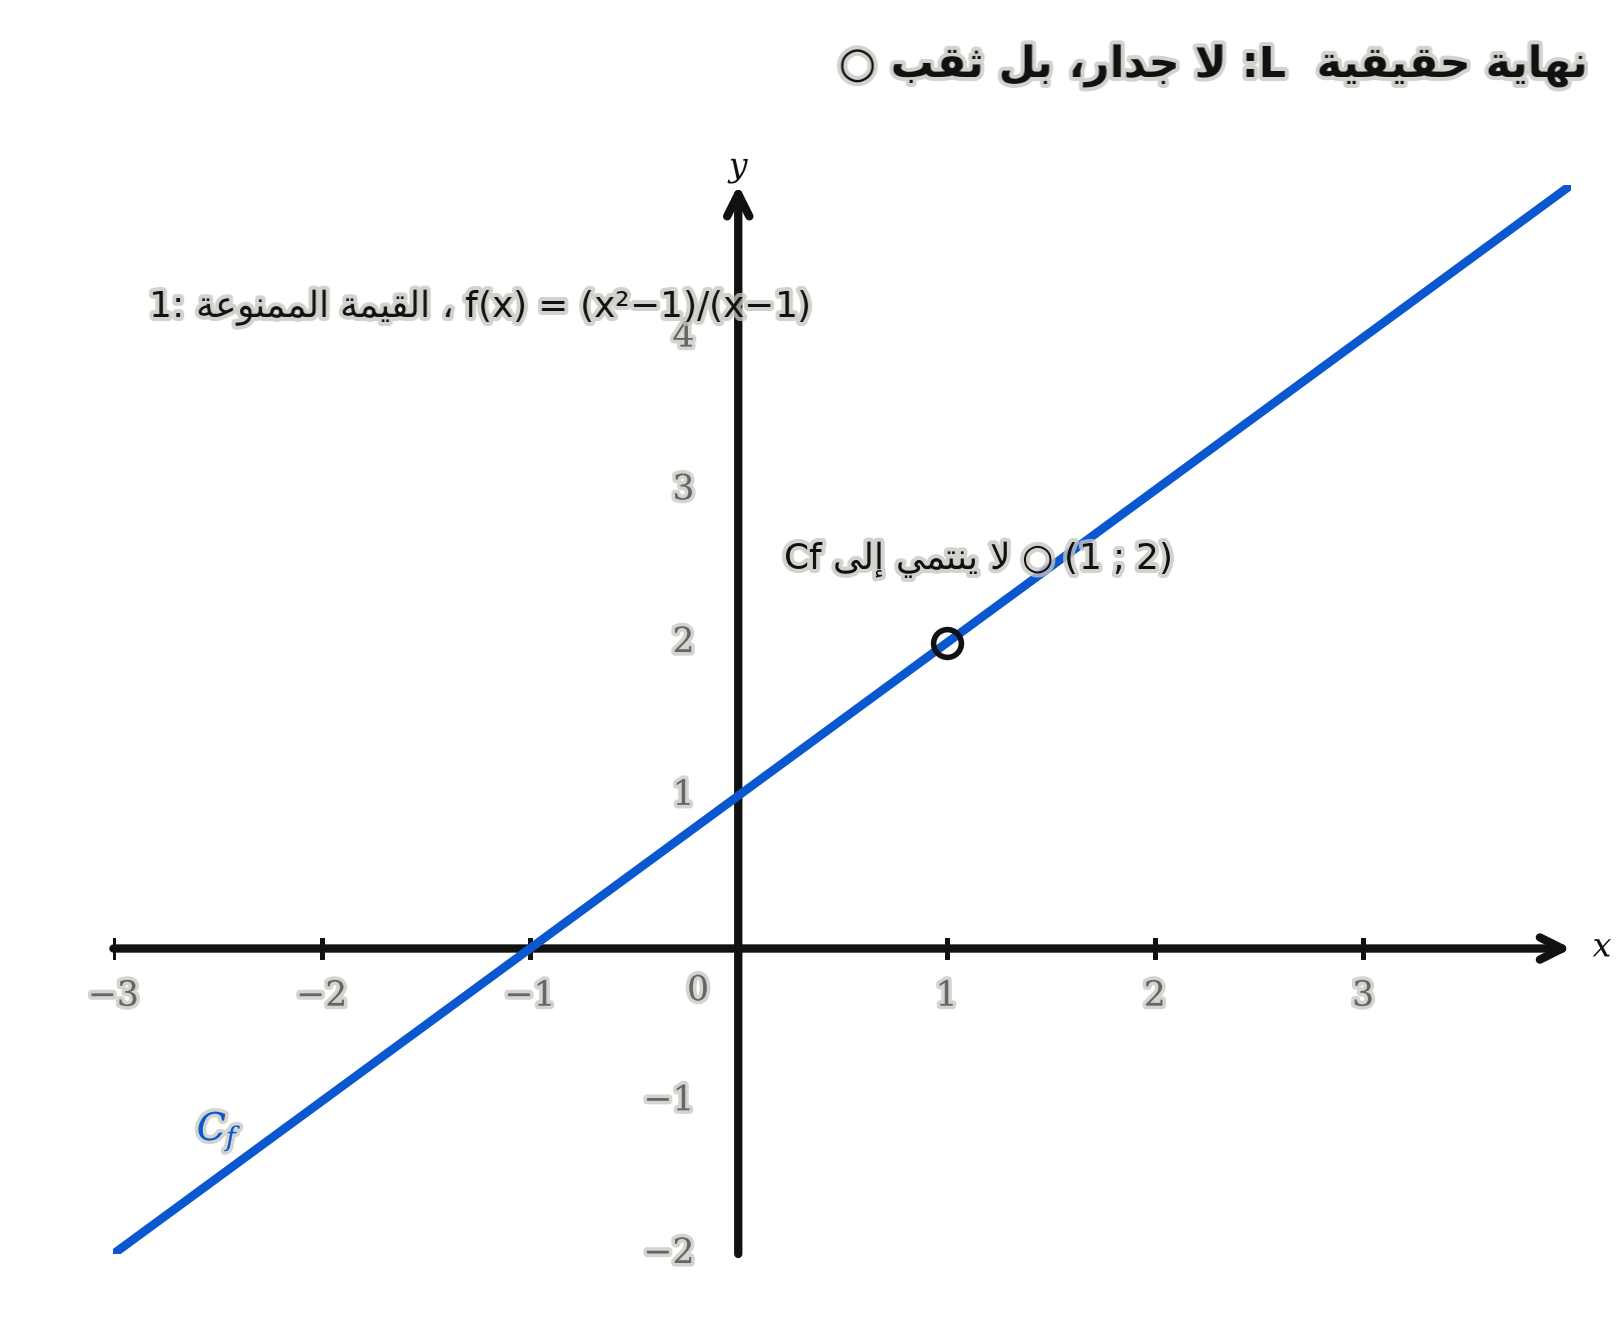 نهاية حقيقية L: لا جدار، بل ثقب ○
y
f(x) = (x²−1)/(x−1) ، القيمة الممنوعة :1
4
3
(1 ; 2) ○ لا ينتمي إلى Cf
2
1
x
−3 −2 −1 0 1 2 3
−1
Cf
−2